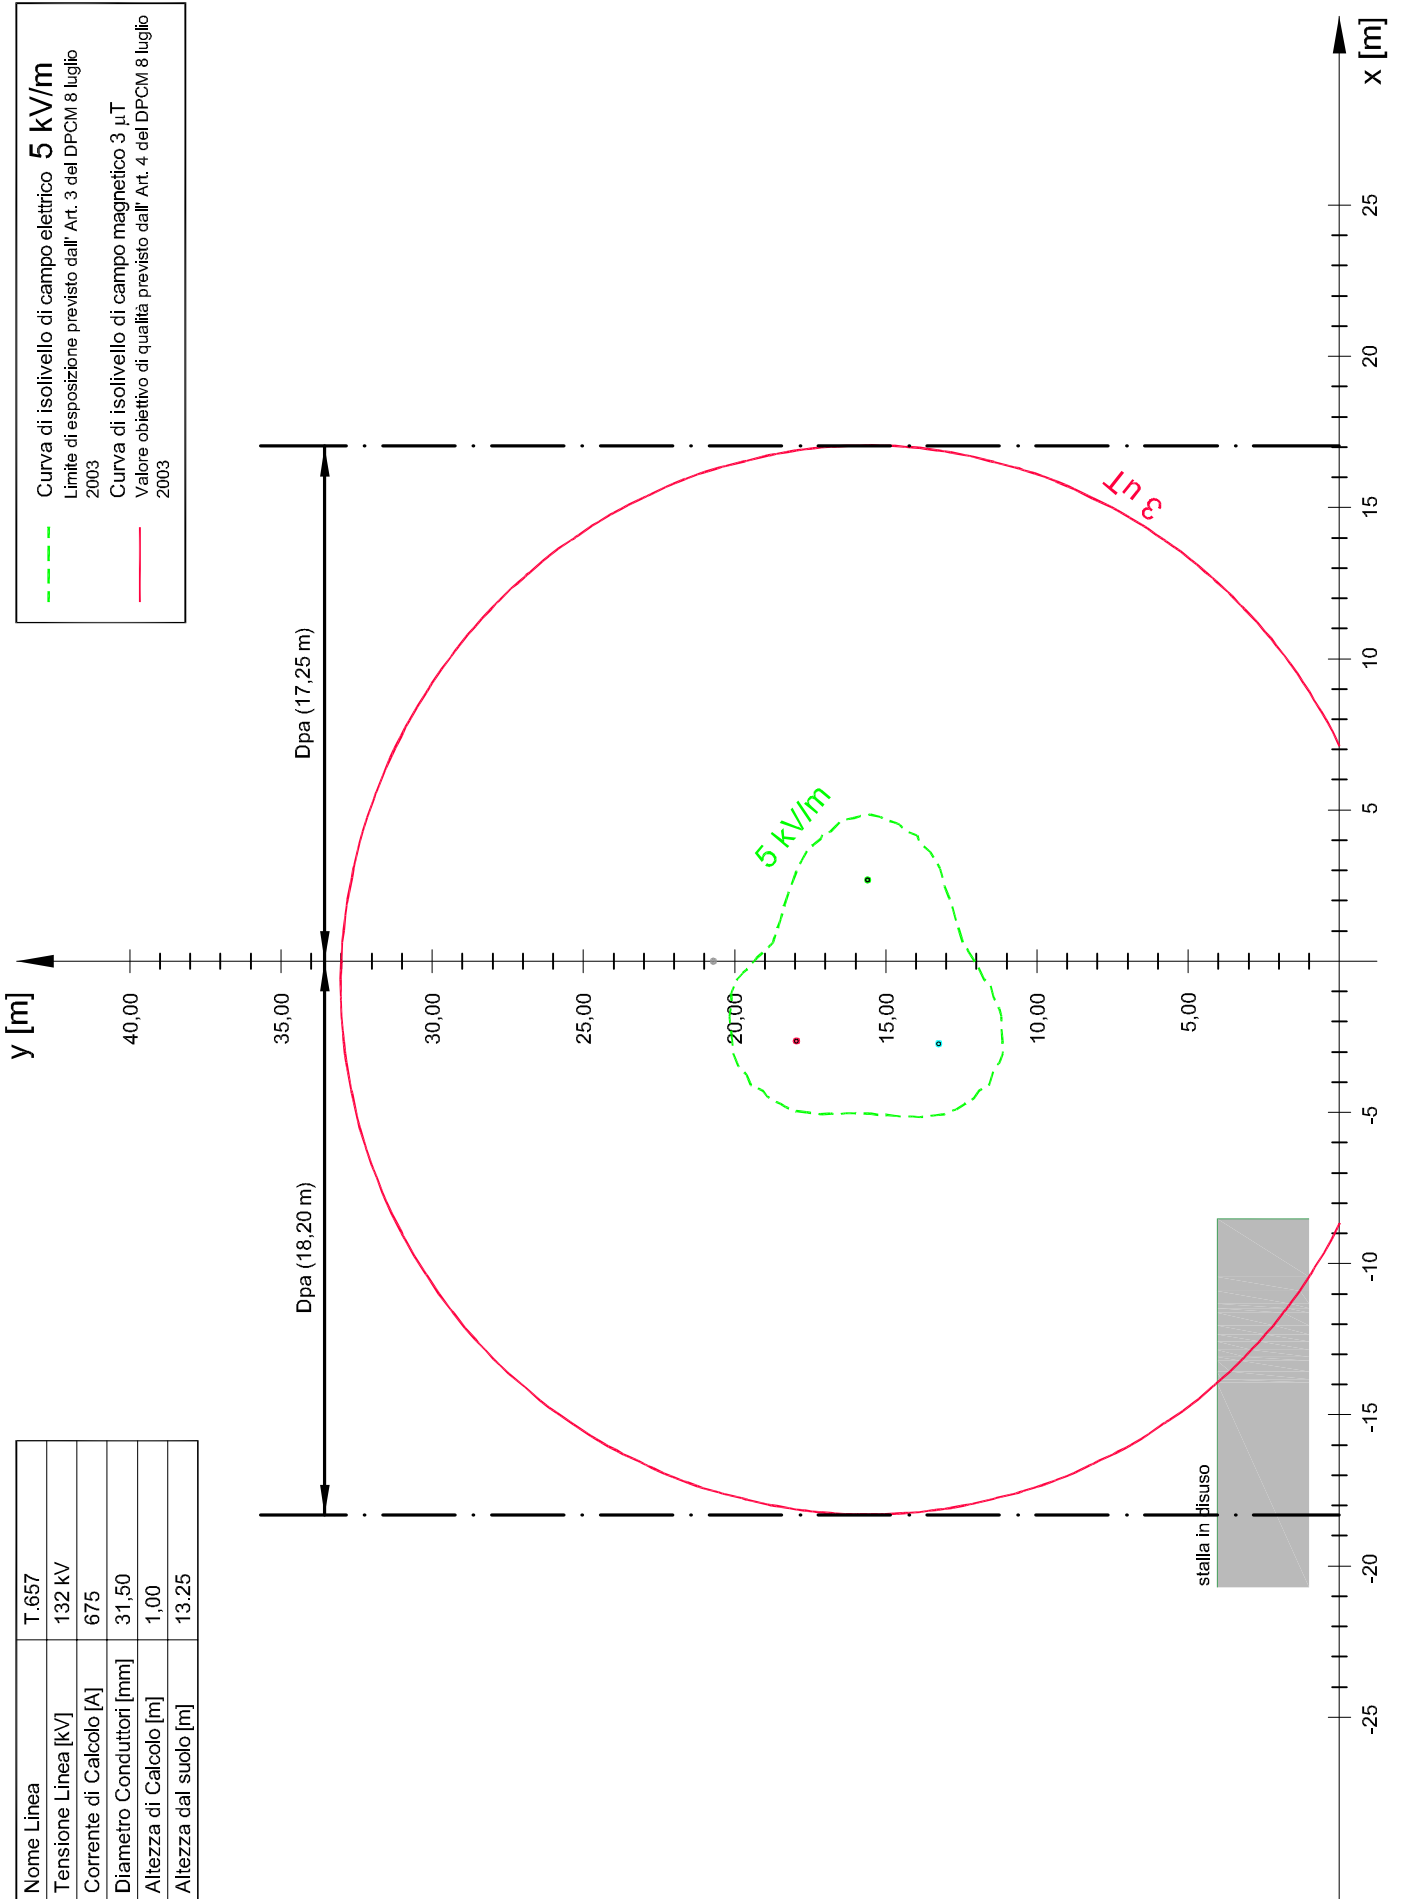 Nome Linea T.657
Tensione Linea [kV] 132 kV
Corrente di Calcolo [A] 675
Diametro Conduttori [mm] 31,50
Altezza di Calcolo [m] 1,00
Altezza dal suolo [m] 13.25
Curva di isolivello di campo elettrico 5 kV/m
Limite di esposizione previsto dall' Art. 3 del DPCM 8 luglio
2003
Curva di isolivello di campo magnetico 3 µT
Valore obiettivo di qualità previsto dall' Art. 4 del DPCM 8 luglio
2003
y [m]
40,00
35,00
30,00
25,00
20,00
15,00
10,00
5,00
Dpa (18,20 m)
Dpa (17,25 m)
5 kV/m
3 uT
stalla in disuso
-25
-20
-15
-10
-5
5
10
15
20
25
x [m]